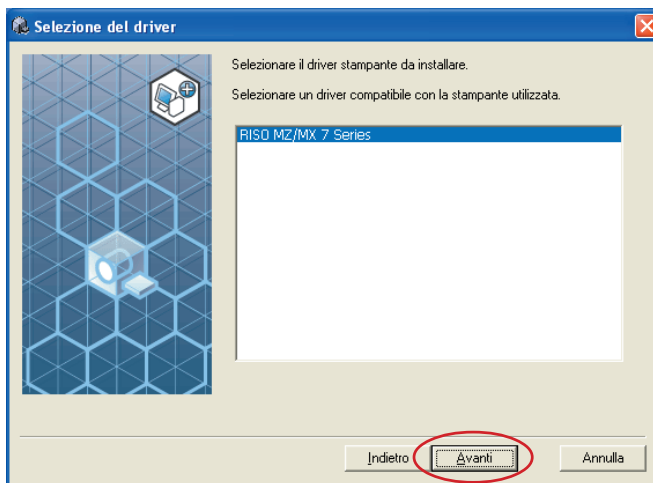 Selezione del driver
Selezionare il driver stampante da installare.
Selezionare un driver compatibile con la stampante utilizzata.
RISO MZ/MX 7 Series
Indietro
Avanti
Annulla